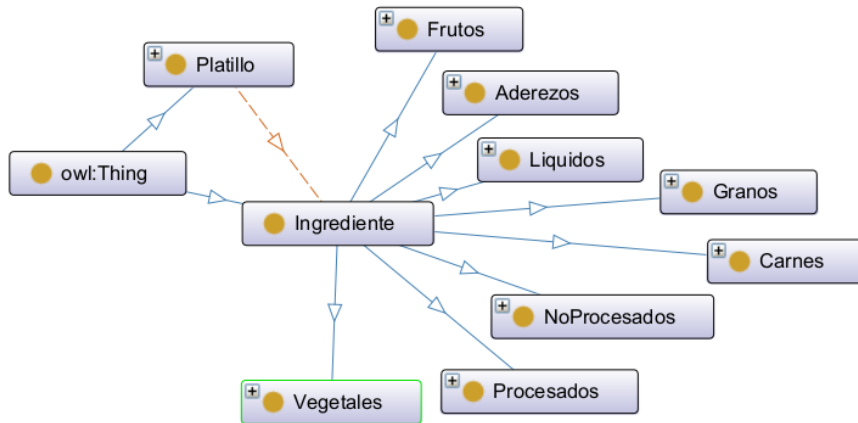 Frutos
Platillo
Aderezos
Liquidos
owl:Thing
Granos
Ingrediente
Carnes
NoProcesados
Procesados
Vegetales